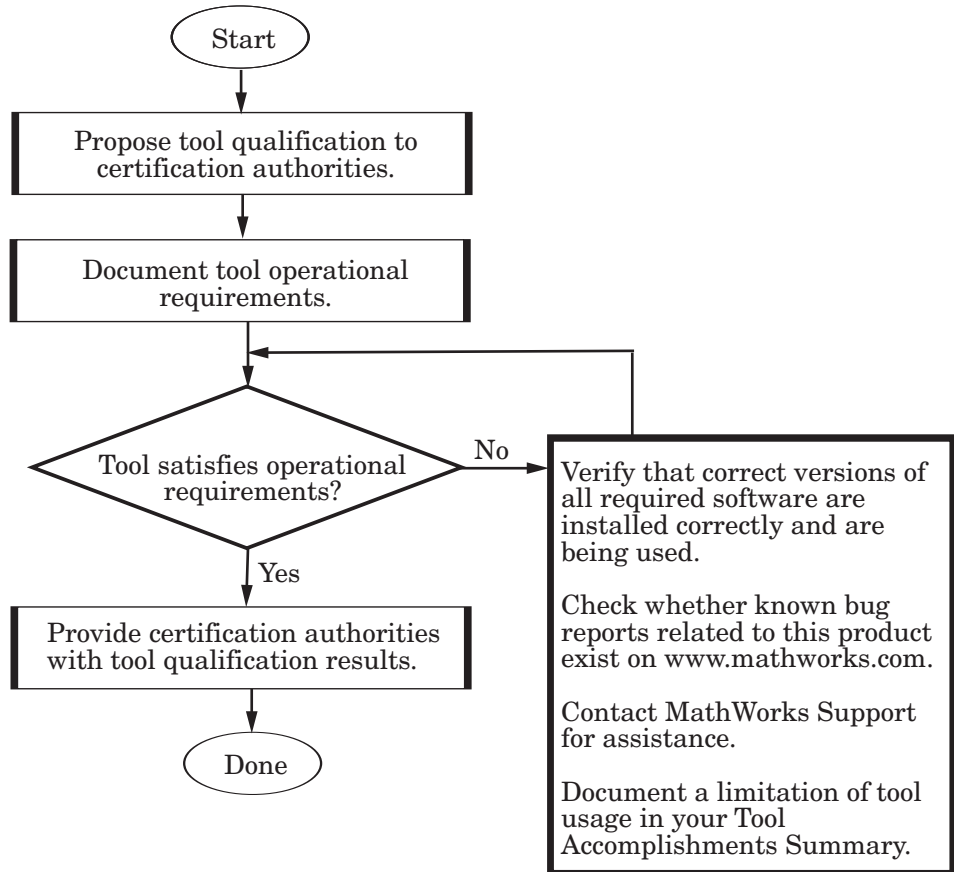 Start
Propose tool qualification to
certification authorities.
Document tool operational
requirements.
Tool satisfies operational
requirements?
No
Yes
Verify that correct versions of
all required software are
installed correctly and are
being used.
Check whether known bug
reports related to this product
exist on www.mathworks.com.
Contact MathWorks Support
for assistance.
Document a limitation of tool
usage in your Tool
Accomplishments Summary.
Provide certification authorities
with tool qualification results.
Done